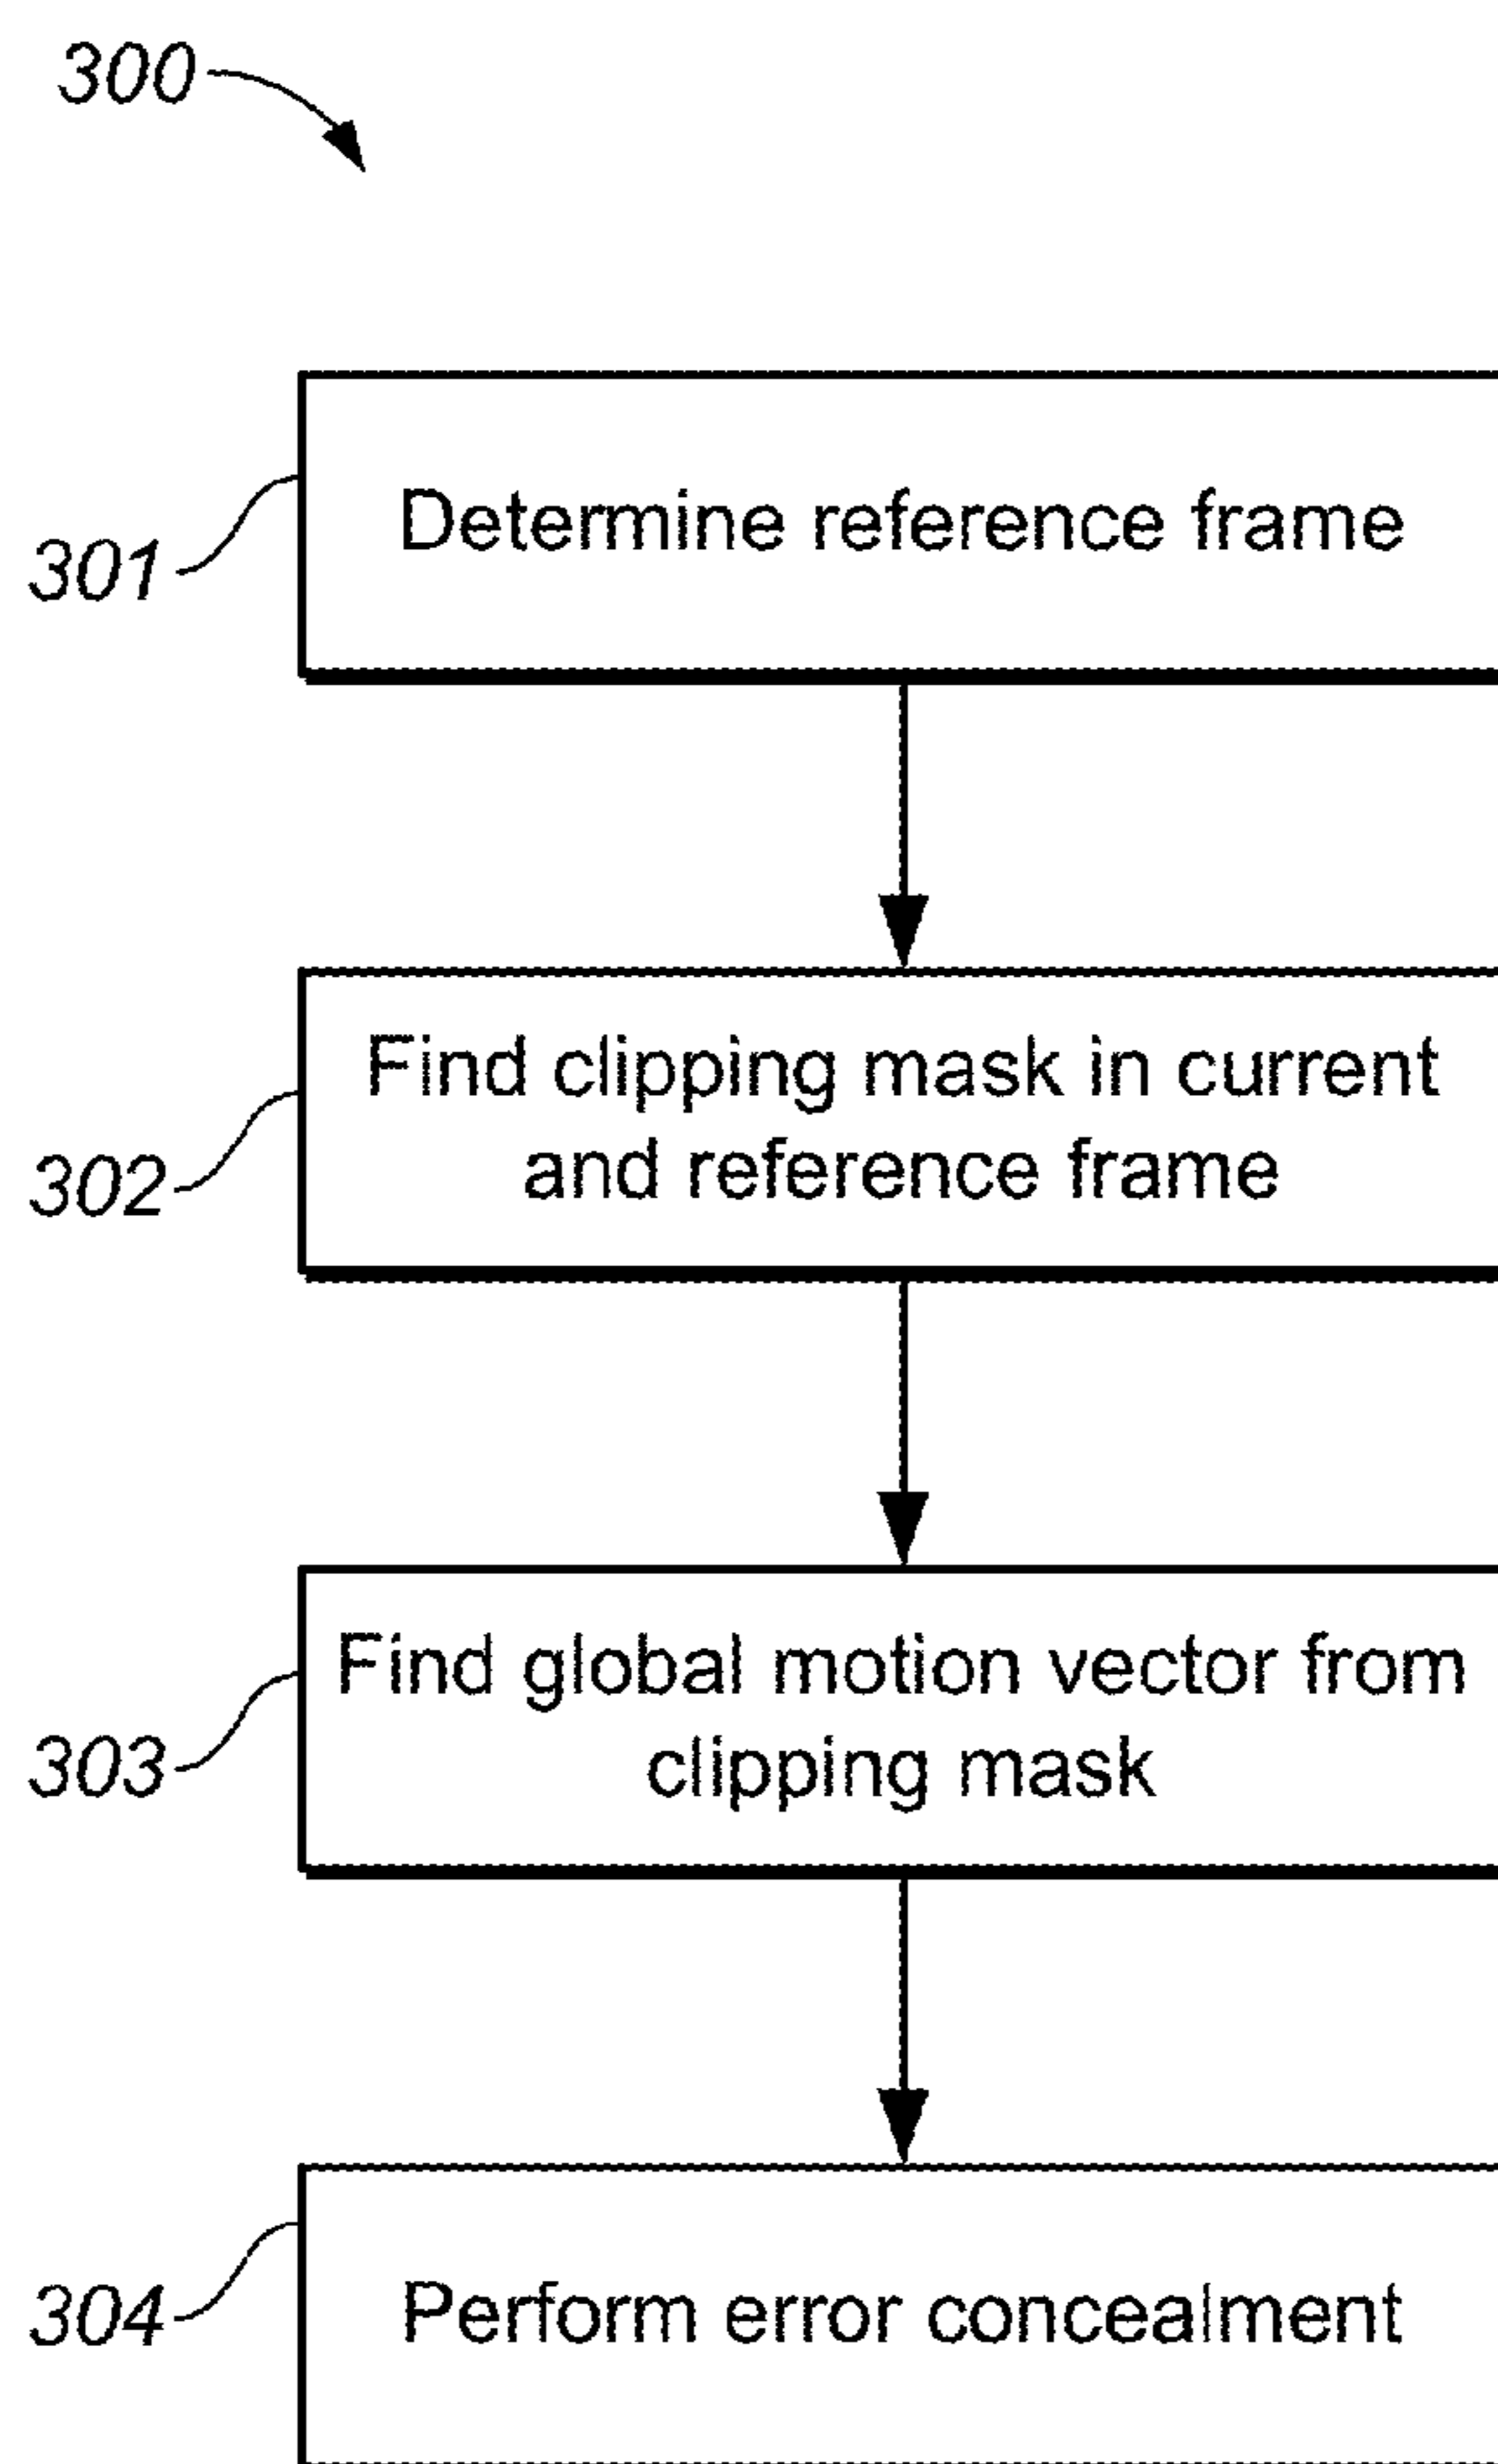 300
301
Determine reference frame
302
Find clipping mask in current
and reference frame
303
Find global motion vector from
clipping mask
304
Perform error concealment